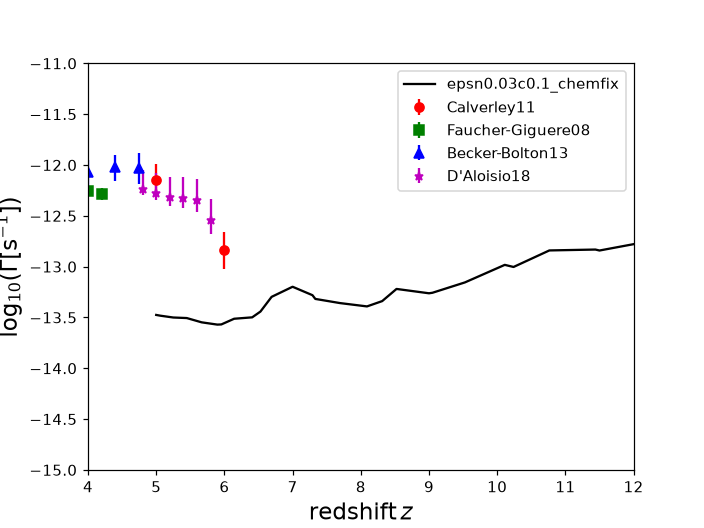 −11.0
−11.5
−12.0
−12.5
−13.0
−13.5
−14.0
−14.5
−15.0
log₁₀(Γ[s⁻¹])
4 5 6 7 8 9 10 11 12
redshift z
epsn0.03c0.1_chemfix
Calverley11
Faucher-Giguere08
Becker-Bolton13
D'Aloisio18